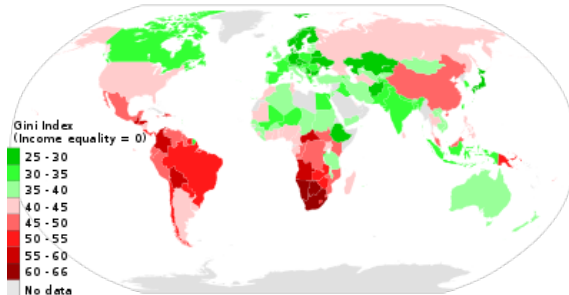 Gini Index
(Income equality = 0)
25 - 30
30 - 35
35 - 40
40 - 45
45 - 50
50 - 55
55 - 60
60 - 66
No data